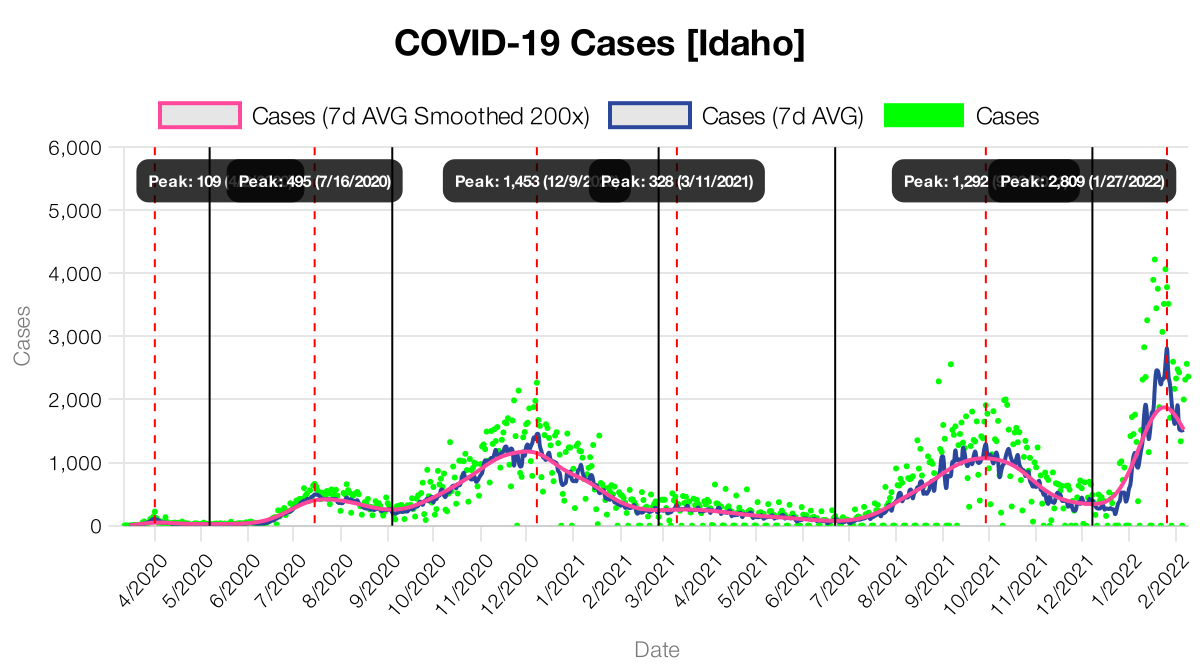 COVID-19 Cases [Idaho]
Cases (7d AVG Smoothed 200x) Cases (7d AVG) Cases
6,000
5,000
4,000
3,000
2,000
1,000
0
Cases
Peak: 109 Peak: 495 (7/16/2020) Peak: 1,453 (12/9/20 Peak: 328 (3/11/2021) Peak: 1,292 Peak: 2,809 (1/27/2022)
4/2020 5/2020 6/2020 7/2020 8/2020 9/2020 10/2020 11/2020 12/2020 1/2021 2/2021 3/2021 4/2021 5/2021 6/2021 7/2021 8/2021 9/2021 10/2021 11/2021 12/2021 1/2022 2/2022
Date